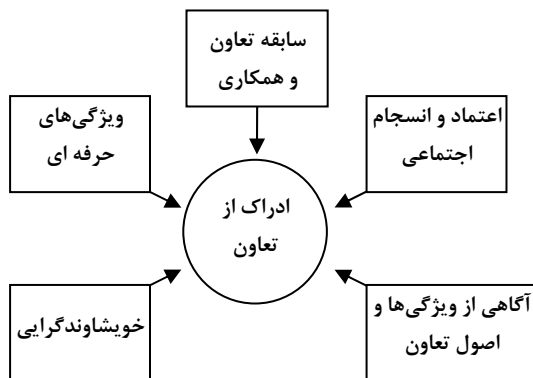 سابقه تعاون
و همکاری
اعتماد و انسجام
اجتماعی
ویژگی‌های
حرفه ای
ادراک از
تعاون
آگاهی از ویژگی‌ها و
اصول تعاون
خویشاوندگرایی